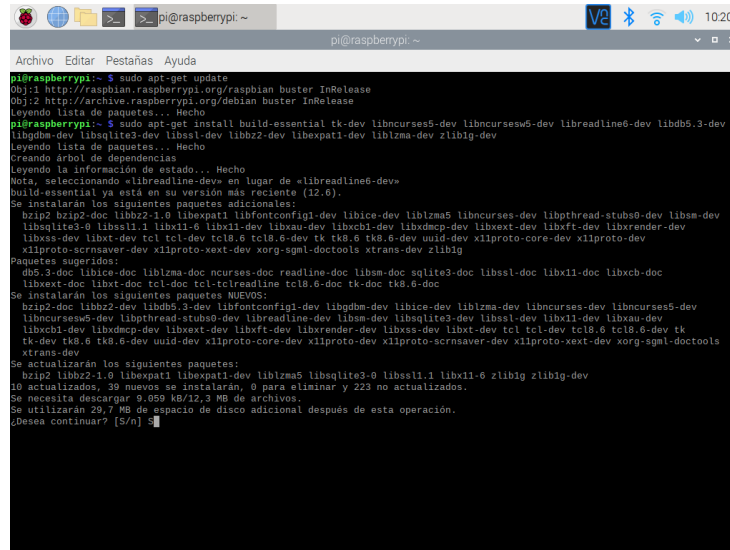 pi@raspberrypi: ~
V2
10:20
pi@raspberrypi: ~
Archivo Editar Pestañas Ayuda
pi@raspberrypi:~ $ sudo apt-get update
Obj:1 http://raspbian.raspberrypi.org/raspbian buster InRelease
Obj:2 http://archive.raspberrypi.org/debian buster InRelease
Leyendo lista de paquetes... Hecho
pi@raspberrypi:~ $ sudo apt-get install build-essential tk-dev libncurses5-dev libncursesw5-dev libreadline6-dev libdb5.3-dev
libgdbm-dev libsqlite3-dev libssl-dev libbz2-dev libexpat1-dev liblzma-dev zlib1g-dev
Leyendo lista de paquetes... Hecho
Creando árbol de dependencias
Leyendo la información de estado... Hecho
Nota, seleccionando «libreadline-dev» en lugar de «libreadline6-dev»
build-essential ya está en su versión más reciente (12.6).
Se instalarán los siguientes paquetes adicionales:
bzip2 bzip2-doc libbz2-1.0 libexpat1 libfontconfig1-dev libice-dev liblzma5 libncurses-dev libpthread-stubs0-dev libsm-dev
libsqlite3-0 libssl1.1 libx11-6 libx11-dev libxau-dev libxcb1-dev libxdmcp-dev libxext-dev libxft-dev libxrender-dev
libxss-dev libxt-dev tcl tcl-dev tcl8.6 tcl8.6-dev tk tk8.6 tk8.6-dev uuid-dev x11proto-core-dev x11proto-dev
x11proto-scrnsaver-dev x11proto-xext-dev xorg-sgml-doctools xtrans-dev zlib1g
Paquetes sugeridos:
db5.3-doc libice-doc liblzma-doc ncurses-doc readline-doc libsm-doc sqlite3-doc libssl-doc libx11-doc libxcb-doc
libxext-doc libxt-doc tcl-doc tcl-tclreadline tcl8.6-doc tk-doc tk8.6-doc
Se instalarán los siguientes paquetes NUEVOS:
bzip2-doc libbz2-dev libdb5.3-dev libfontconfig1-dev libgdbm-dev libice-dev liblzma-dev libncurses-dev libncurses5-dev
libncursesw5-dev libpthread-stubs0-dev libreadline-dev libsm-dev libsqlite3-dev libssl-dev libx11-dev libxau-dev
libxcb1-dev libxdmcp-dev libxext-dev libxft-dev libxrender-dev libxss-dev libxt-dev tcl tcl-dev tcl8.6 tcl8.6-dev tk
tk-dev tk8.6 tk8.6-dev uuid-dev x11proto-core-dev x11proto-dev x11proto-scrnsaver-dev x11proto-xext-dev xorg-sgml-doctools
xtrans-dev
Se actualizarán los siguientes paquetes:
bzip2 libbz2-1.0 libexpat1 libexpat1-dev liblzma5 libsqlite3-0 libssl1.1 libx11-6 zlib1g zlib1g-dev
10 actualizados, 39 nuevos se instalarán, 0 para eliminar y 223 no actualizados.
Se necesita descargar 9.059 kB/12,3 MB de archivos.
Se utilizarán 29,7 MB de espacio de disco adicional después de esta operación.
¿Desea continuar? [S/n] S